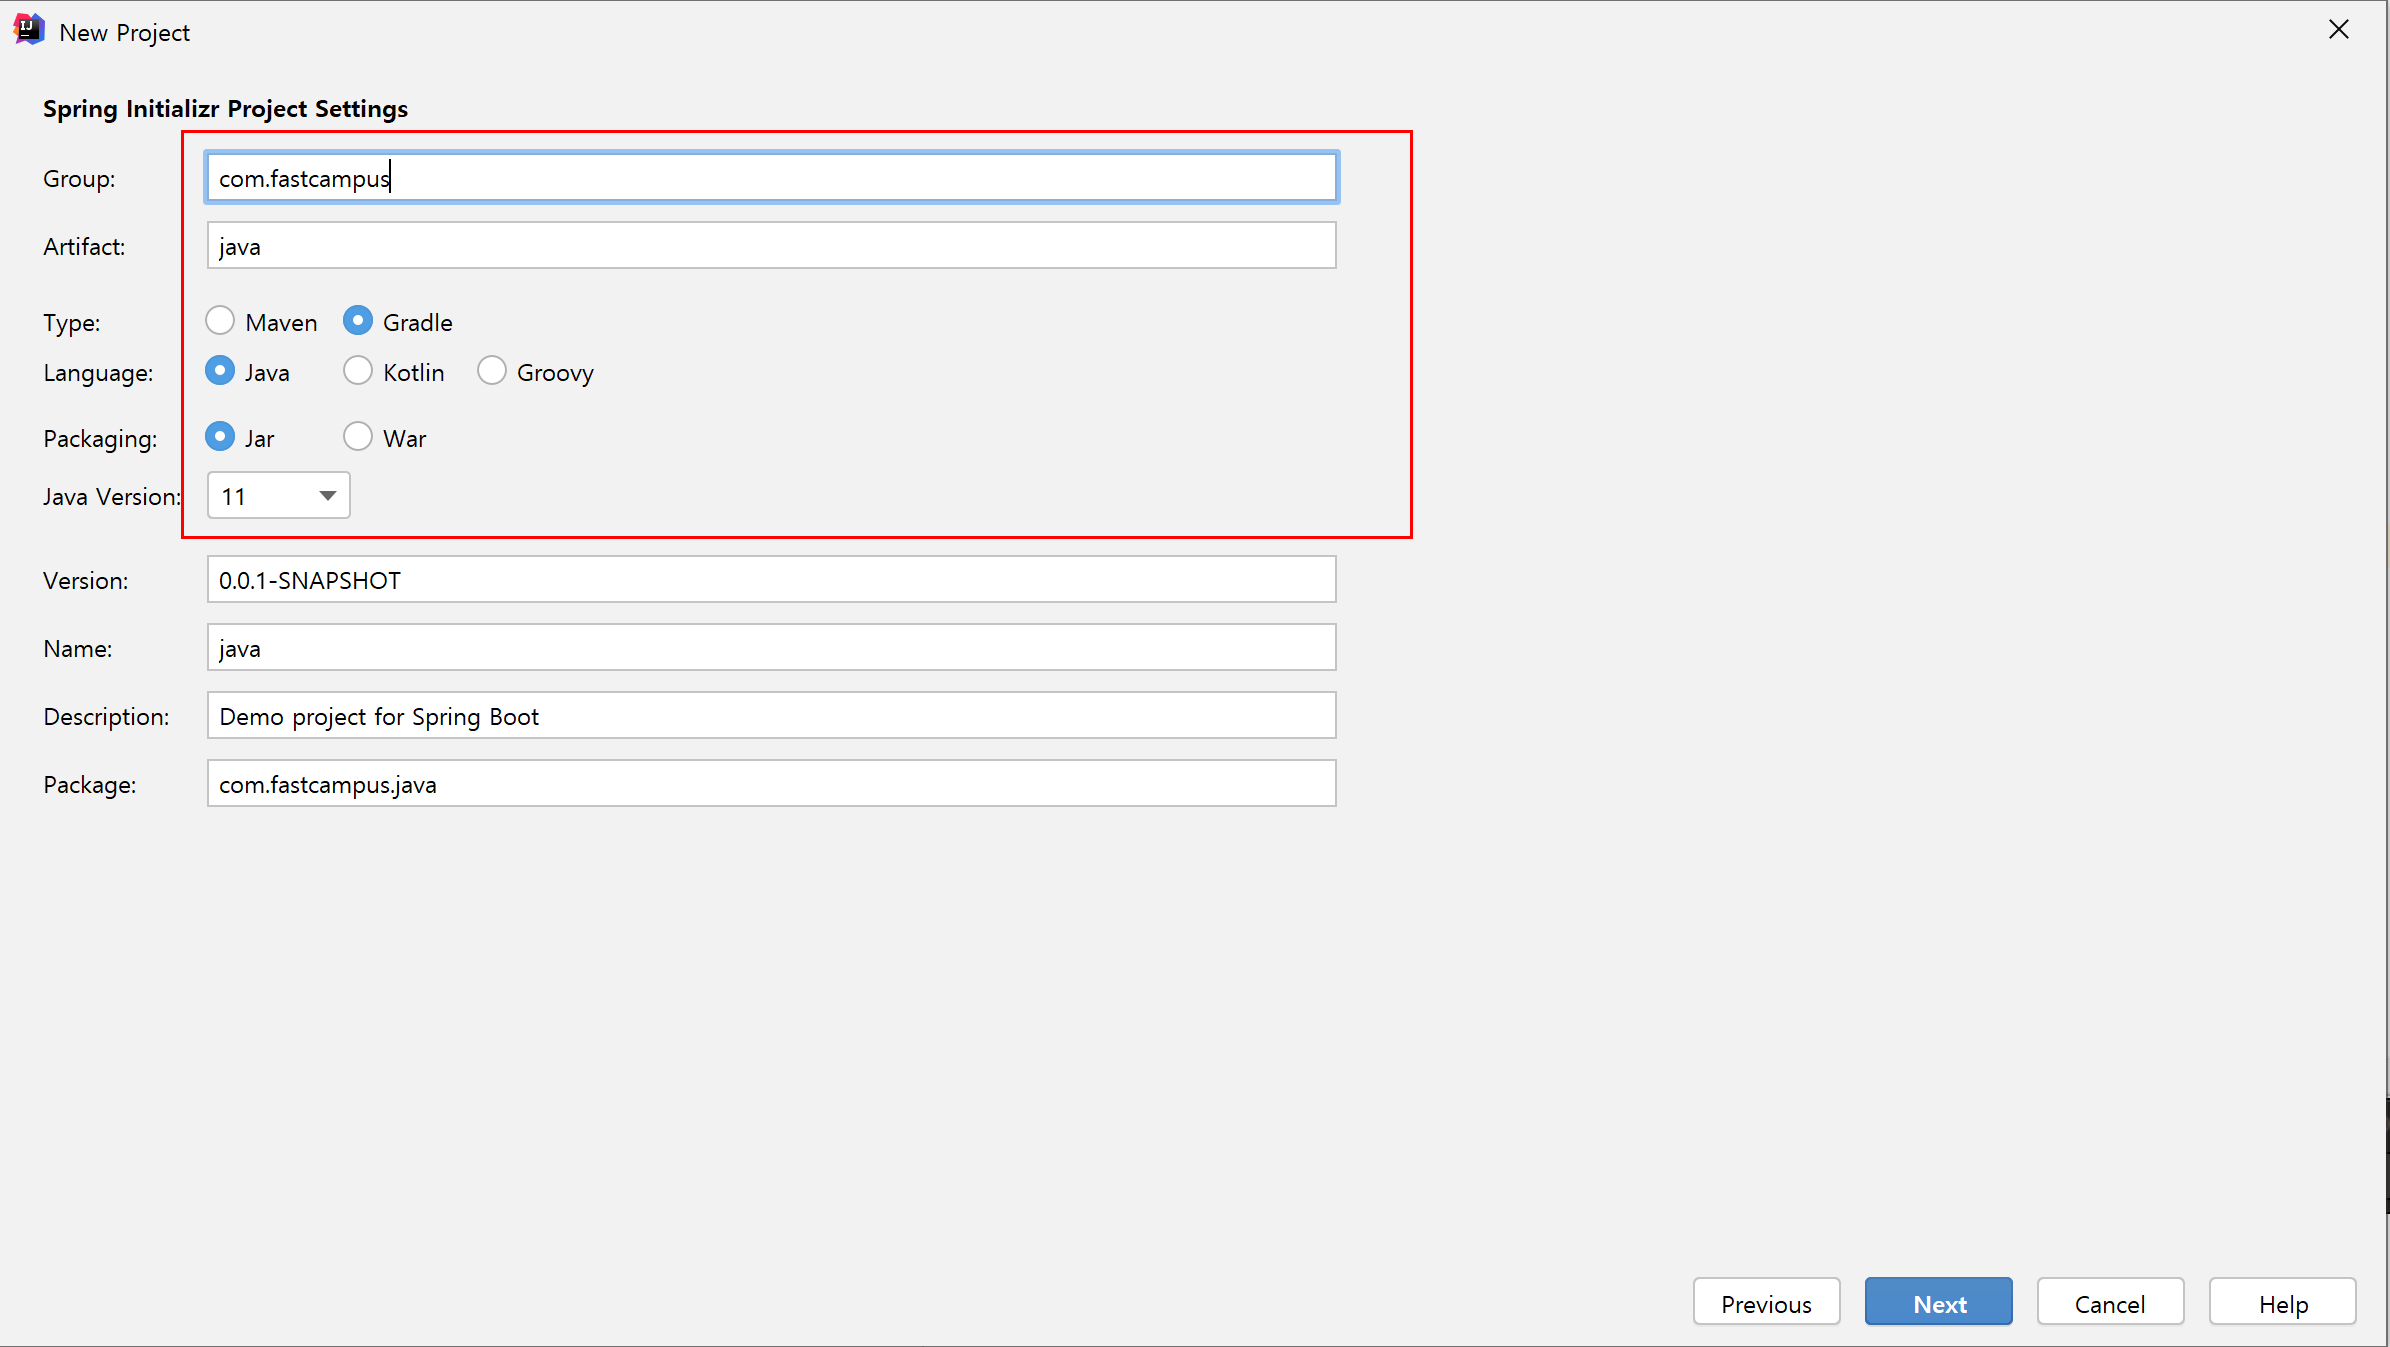 New Project
Spring Initializr Project Settings
Group: com.fastcampus
Artifact: java
Type: Maven Gradle
Language: Java Kotlin Groovy
Packaging: Jar War
Java Version: 11
Version: 0.0.1-SNAPSHOT
Name: java
Description: Demo project for Spring Boot
Package: com.fastcampus.java
Previous Next Cancel Help